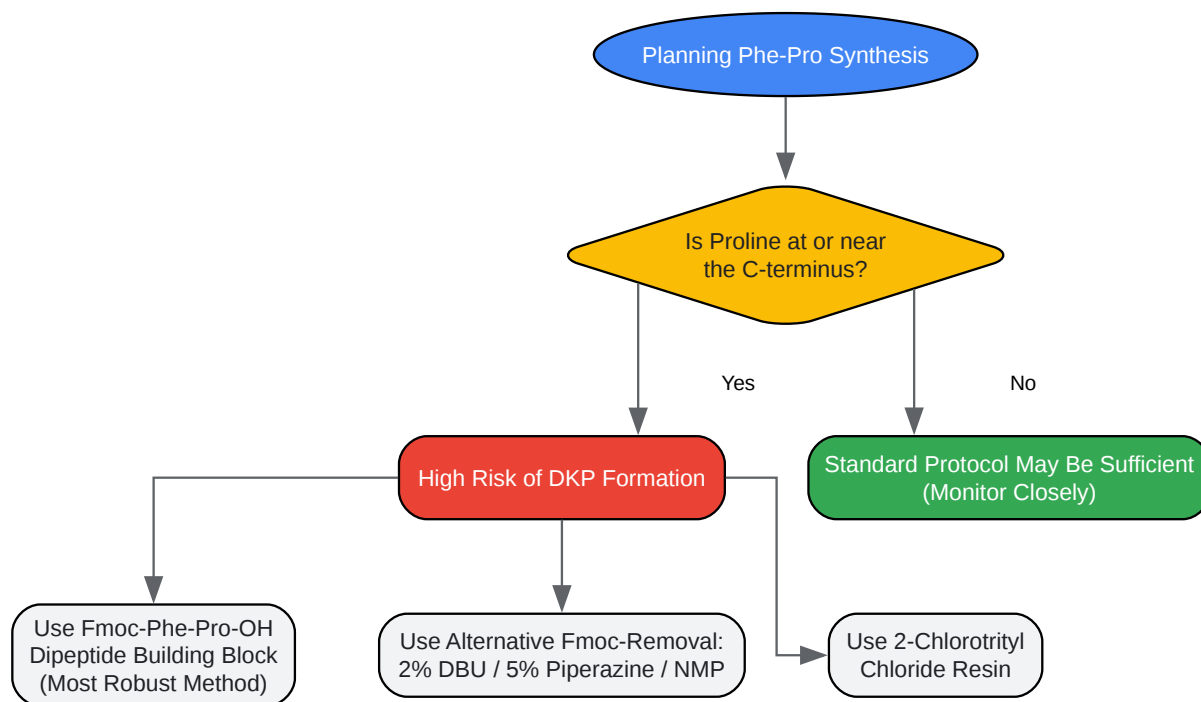 Planning Phe-Pro Synthesis
Is Proline at or near
the C-terminus?
Yes
No
High Risk of DKP Formation
Standard Protocol May Be Sufficient
(Monitor Closely)
Use Fmoc-Phe-Pro-OH
Dipeptide Building Block
(Most Robust Method)
Use Alternative Fmoc-Removal:
2% DBU / 5% Piperazine / NMP
Use 2-Chlorotrityl
Chloride Resin